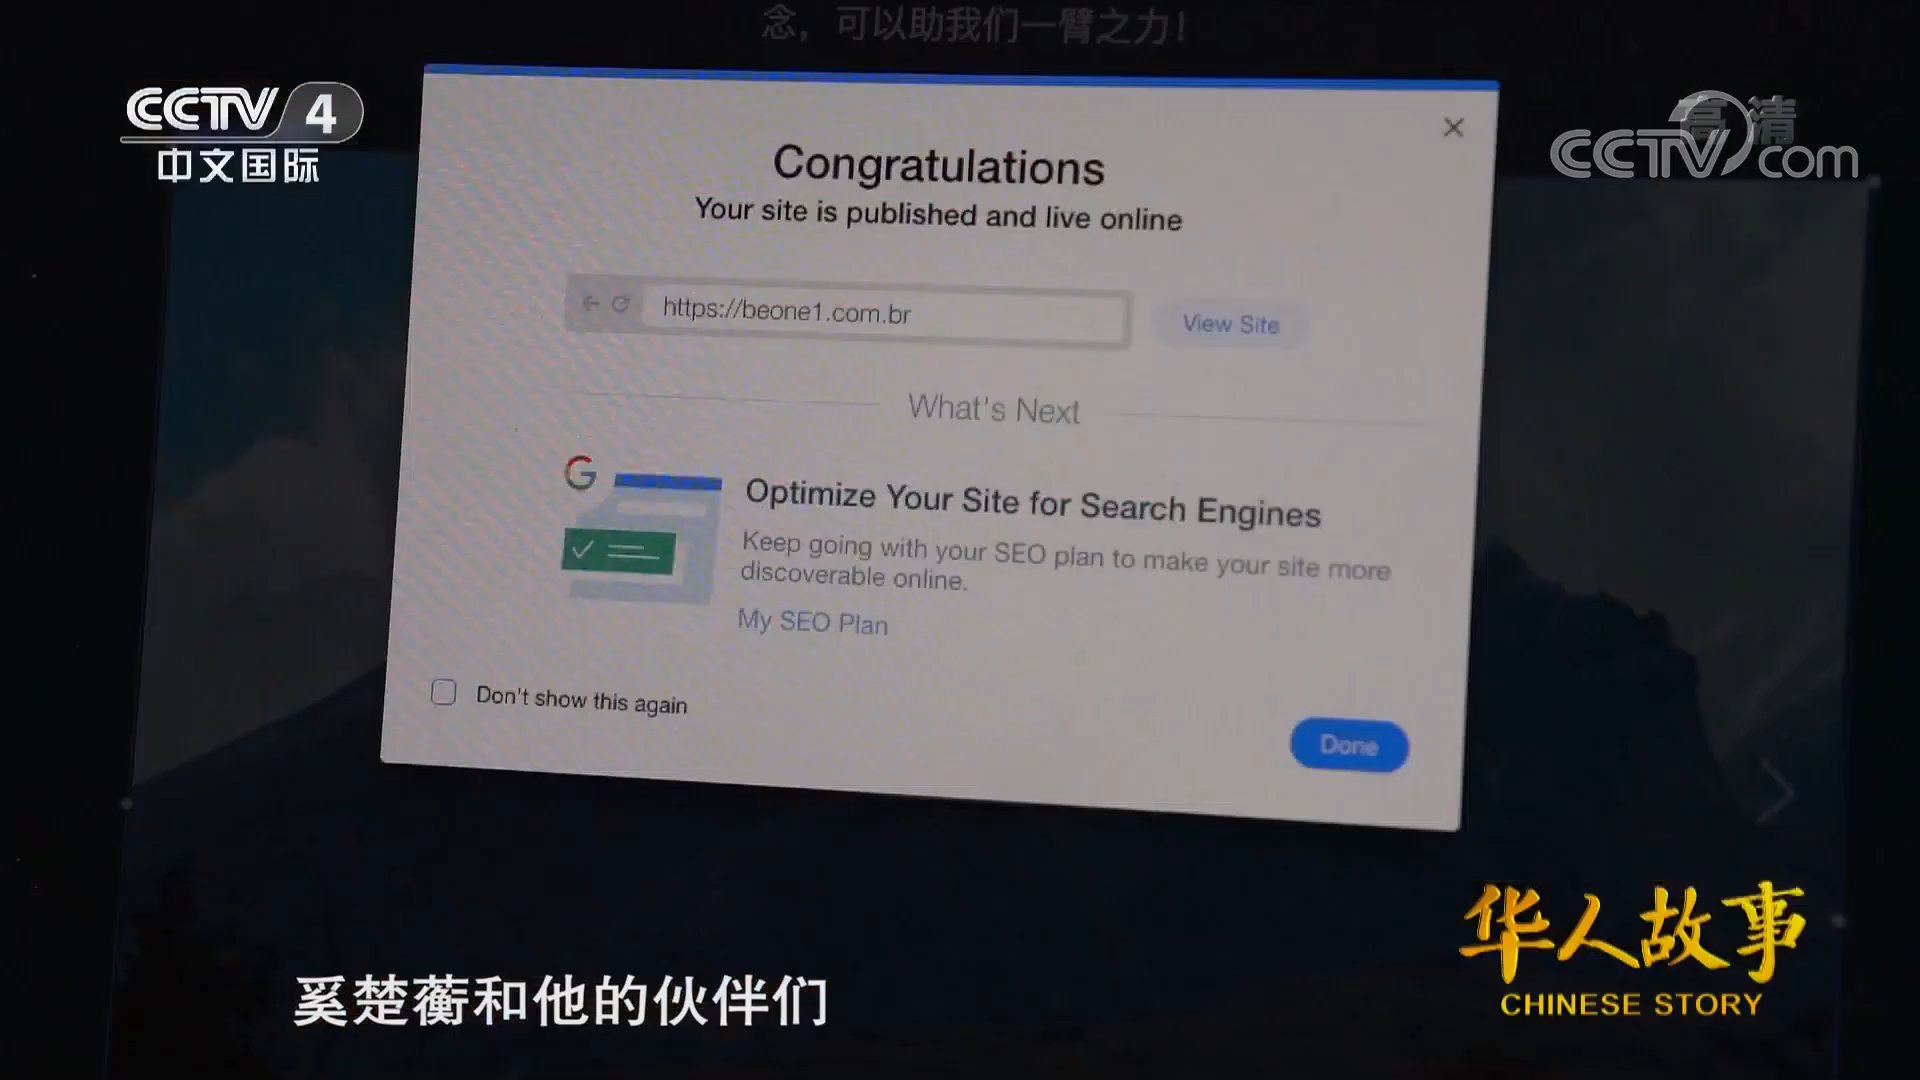 念，可以助我们一臂之力！
CCTV 4
中文国际
高清
CCTV.com
Congratulations
Your site is published and live online
https://beone1.com.br
View Site
What's Next
G
Optimize Your Site for Search Engines
Keep going with your SEO plan to make your site more
discoverable online.
My SEO Plan
Don't show this again
Done
华人故事
CHINESE STORY
奚楚蘅和他的伙伴们